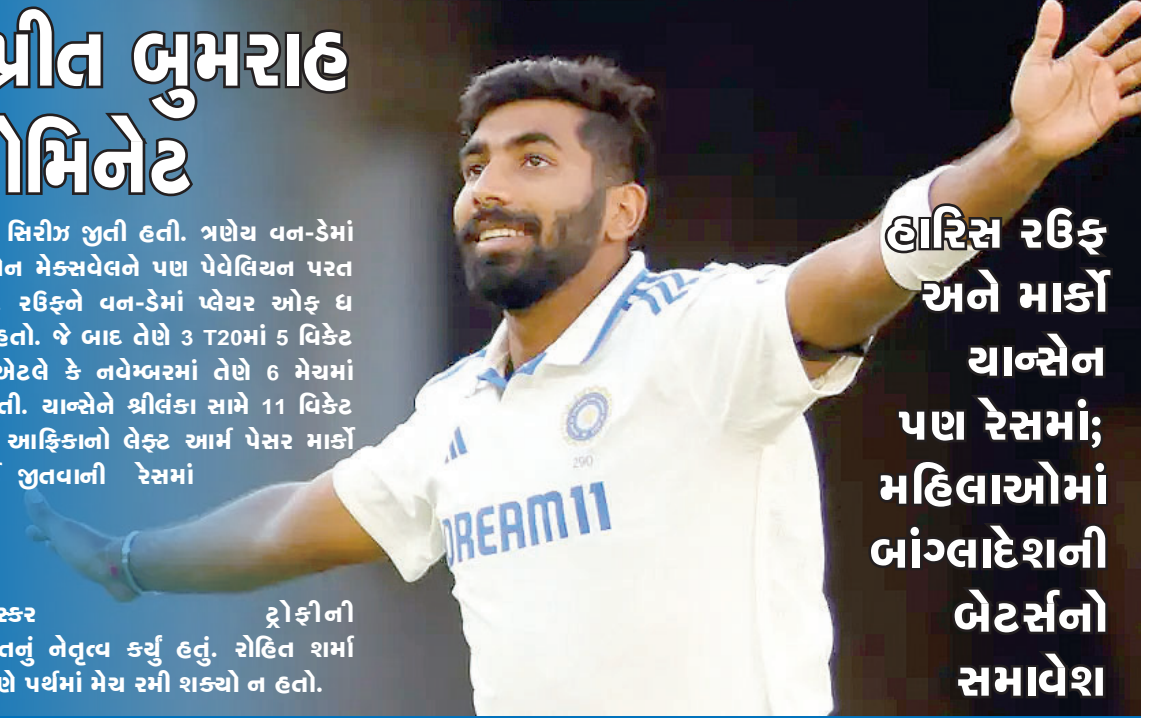 પ્રીત બુમરાહ
ોમિનેટ
સિરીઝ જીતી હતી. ત્રણેય વન-ડેમાં
મેક્સવેલને પણ પેવેલિયન પરત
રઉફને વન-ડેમાં પ્લેયર ઓફ ધ
હતો. જે બાદ તેણે 3 T20માં 5 વિકેટ
એટલે કે નવેમ્બરમાં તેણે 6 મેચમાં
યાન્સેને શ્રીલંકા સામે 11 વિકેટ
આફ્રિકાનો લેફ્ટ આર્મ પેસર માર્કો
જીતવાની રેસમાં
સ્કર ટ્રોફીની
તનું નેતૃત્વ કર્યું હતું. રોહિત શર્મા
ણે પર્થમાં મેચ રમી શક્યો ન હતો.
290
DREAM11
હારિસ રઉફ
અને માર્કો
યાન્સેન
પણ રેસમાં;
મહિલાઓમાં
બાંગ્લાદેશની
બેટર્સનો
સમાવેશ